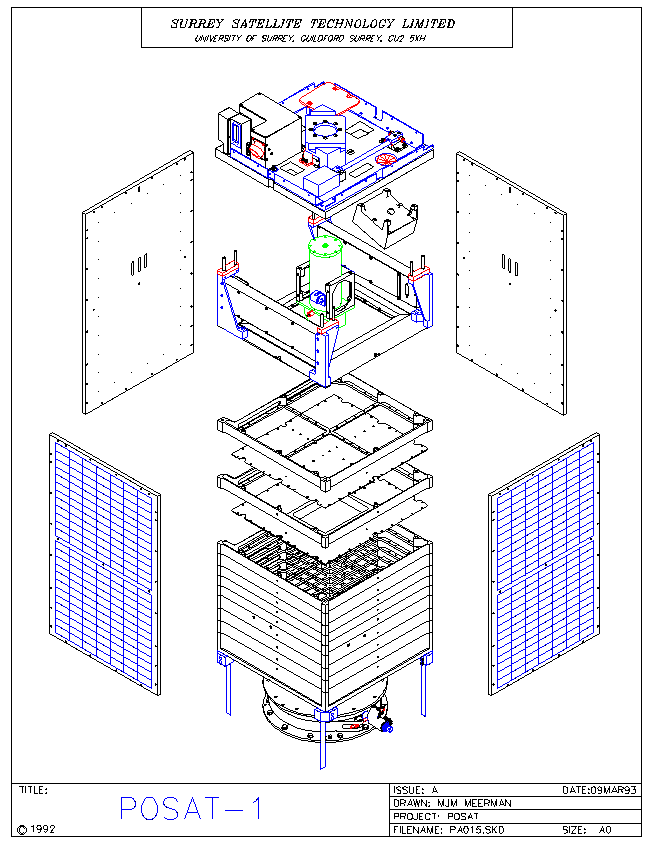 SURREY SATELLITE TECHNOLOGY LIMITED
UNIVERSITY OF SURREY, GUILDFORD SURREY, GU2 5XH
TITLE:
POSAT-1
© 1992
ISSUE: A DATE:09MAR93
DRAWN: MJM MEERMAN
PROJECT: POSAT
FILENAME: PA015.SKD SIZE: A0